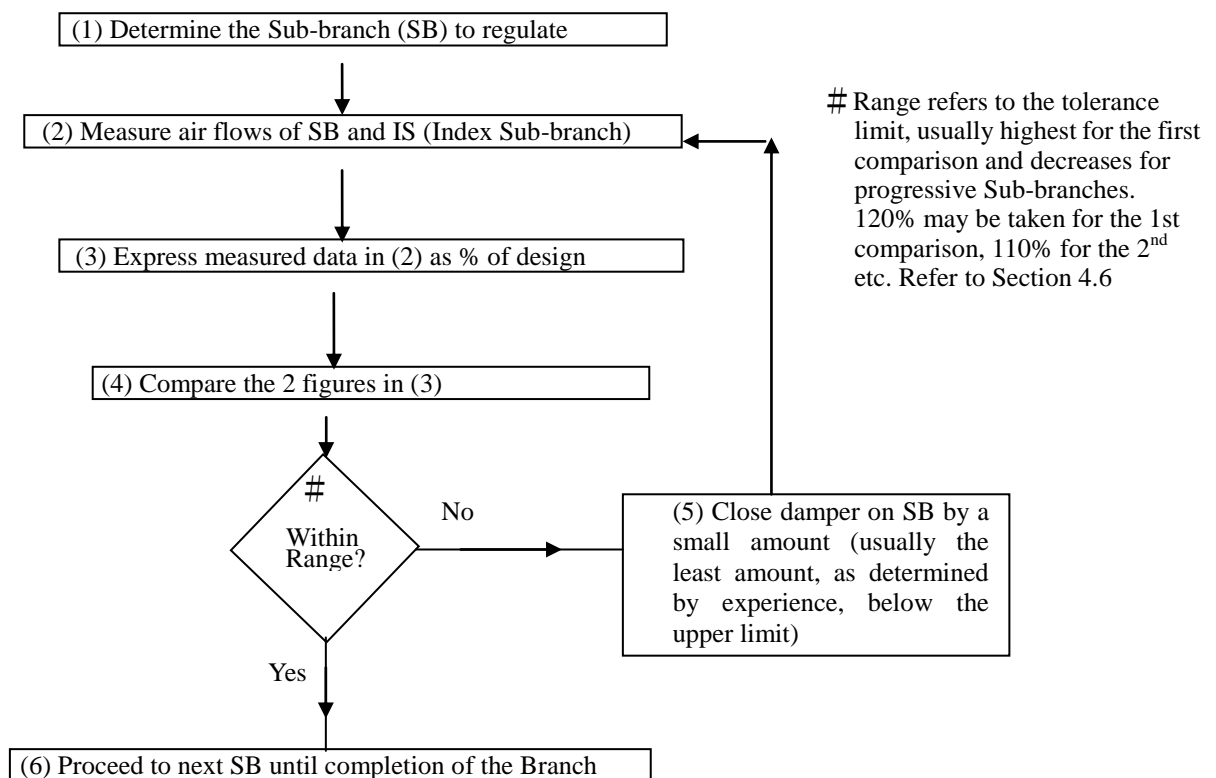 (1) Determine the Sub-branch (SB) to regulate
(2) Measure air flows of SB and IS (Index Sub-branch)
# Range refers to the tolerance
limit, usually highest for the first
comparison and decreases for
progressive Sub-branches.
120% may be taken for the 1st
comparison, 110% for the 2nd
etc. Refer to Section 4.6
(3) Express measured data in (2) as % of design
(4) Compare the 2 figures in (3)
#
Within
Range?
No
(5) Close damper on SB by a
small amount (usually the
least amount, as determined
by experience, below the
upper limit)
Yes
(6) Proceed to next SB until completion of the Branch